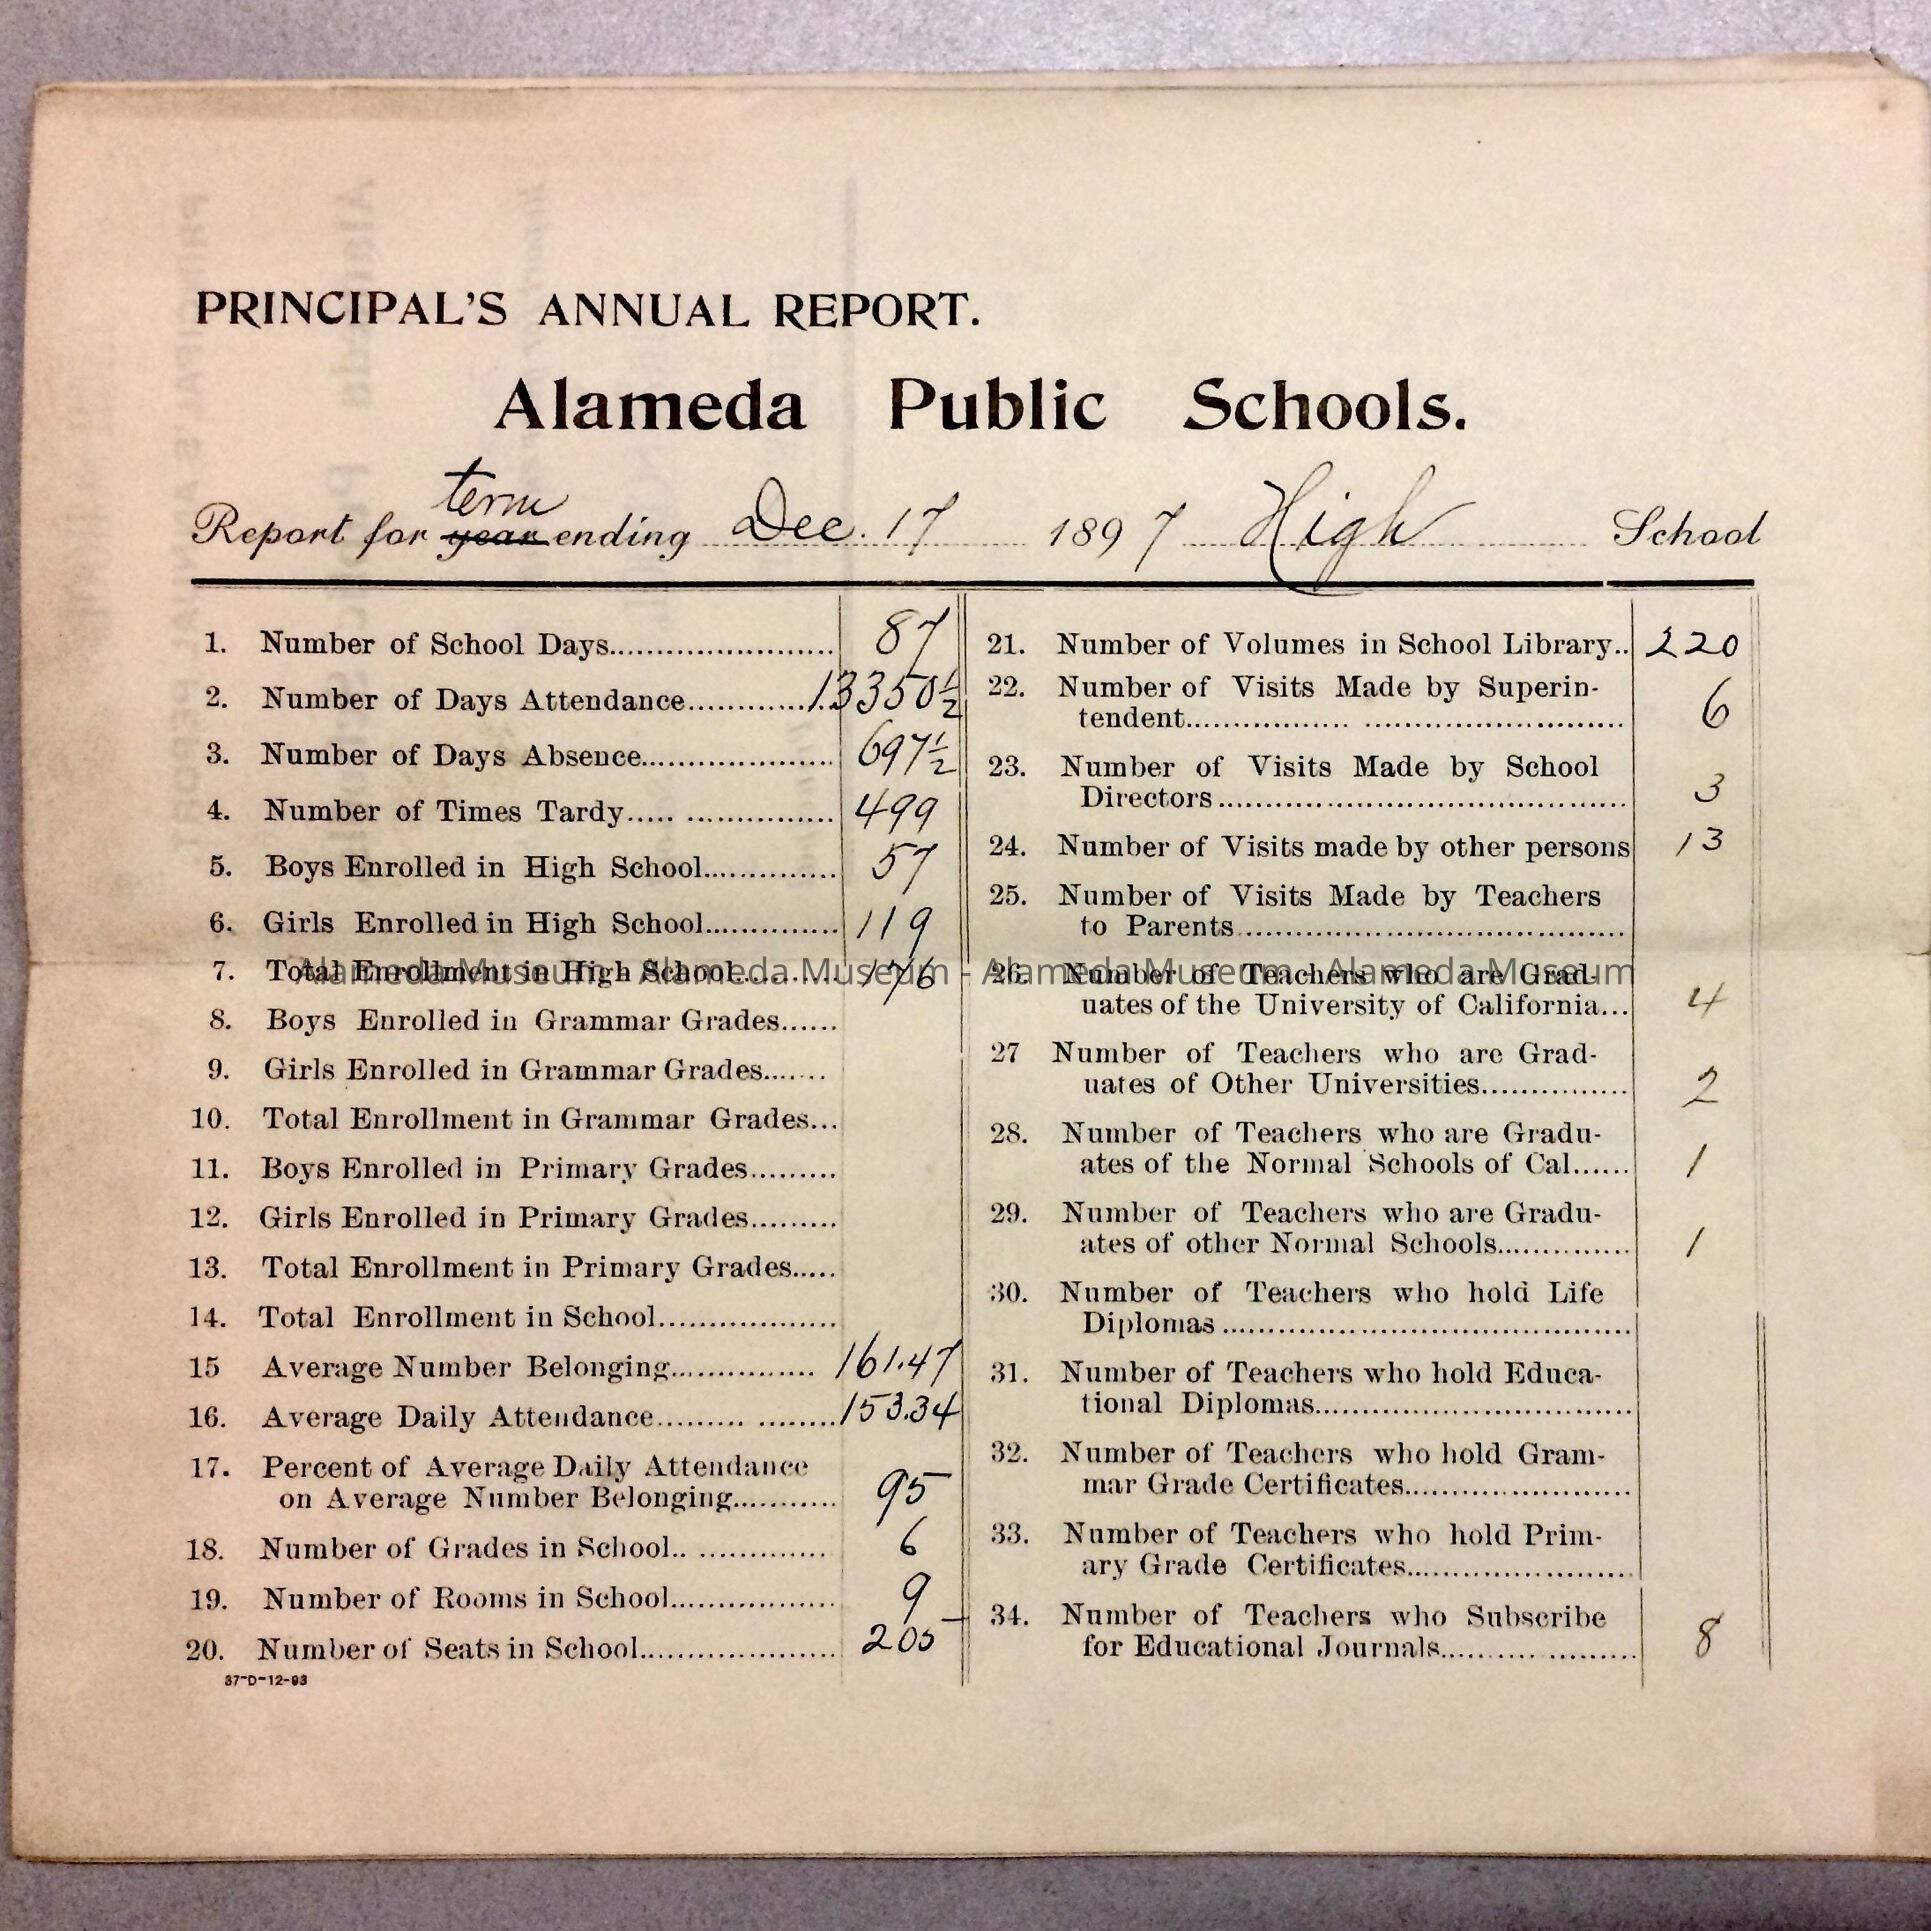 PRINCIPAL'S ANNUAL REPORT.
Alameda Public Schools.
term
Report for year ending Dec. 17 1897 High School
1. Number of School Days........................ 87
2. Number of Days Attendance............ 13350½
3. Number of Days Absence..................... 697½
4. Number of Times Tardy..... ................ 499
5. Boys Enrolled in High School.............. 57
6. Girls Enrolled in High School.............. 119
7. Total Enrollment in High School........... 176
8. Boys Enrolled in Grammar Grades......
9. Girls Enrolled in Grammar Grades.......
10. Total Enrollment in Grammar Grades...
11. Boys Enrolled in Primary Grades.........
12. Girls Enrolled in Primary Grades.........
13. Total Enrollment in Primary Grades.....
14. Total Enrollment in School..................
15 Average Number Belonging............... 161.47
16. Average Daily Attendance......... ........ 153.34
17. Percent of Average Daily Attendance
on Average Number Belonging........... 95
18. Number of Grades in School.. ............. 6
19. Number of Rooms in School................. 9
20. Number of Seats in School.................... 205
37-D-12-93
21. Number of Volumes in School Library.. 220
22. Number of Visits Made by Superin-
tendent................. ........................... 6
23. Number of Visits Made by School
Directors.......................................... 3
24. Number of Visits made by other persons 13
25. Number of Visits Made by Teachers
to Parents.......................................
26. Number of Teachers who are Grad-
uates of the University of California... 4
27 Number of Teachers who are Grad-
uates of Other Universities............... 2
28. Number of Teachers who are Gradu-
ates of the Normal Schools of Cal...... 1
29. Number of Teachers who are Gradu-
ates of other Normal Schools.............. 1
30. Number of Teachers who hold Life
Diplomas..........................................
31. Number of Teachers who hold Educa-
tional Diplomas................................
32. Number of Teachers who hold Gram-
mar Grade Certificates.......................
33. Number of Teachers who hold Prim-
ary Grade Certificates.......................
34. Number of Teachers who Subscribe
for Educational Journals.......... ......... 8
Alameda Museum - Alameda Museum - Alameda Museum - Alameda Museum